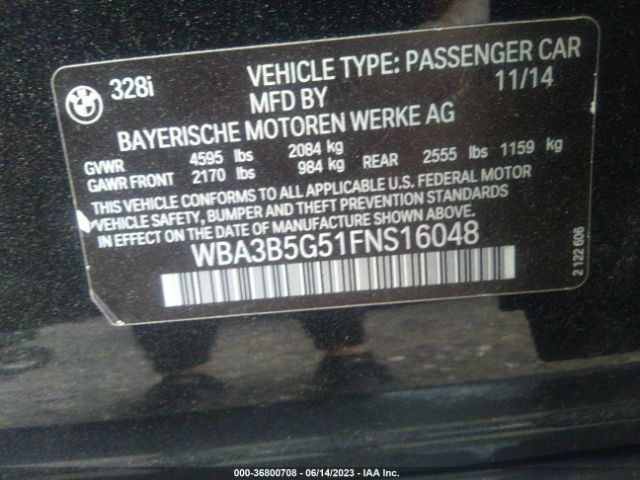 BMW
328i
VEHICLE TYPE: PASSENGER CAR
MFD BY 11/14
BAYERISCHE MOTOREN WERKE AG
GVWR 4595 lbs 2084 kg
GAWR FRONT 2170 lbs 984 kg REAR 2555 lbs 1159 kg
THIS VEHICLE CONFORMS TO ALL APPLICABLE U.S. FEDERAL MOTOR
VEHICLE SAFETY, BUMPER AND THEFT PREVENTION STANDARDS
IN EFFECT ON THE DATE OF MANUFACTURE SHOWN ABOVE.
WBA3B5G51FNS16048
2 122 606
000-36800708 - 06/14/2023 - IAA Inc.